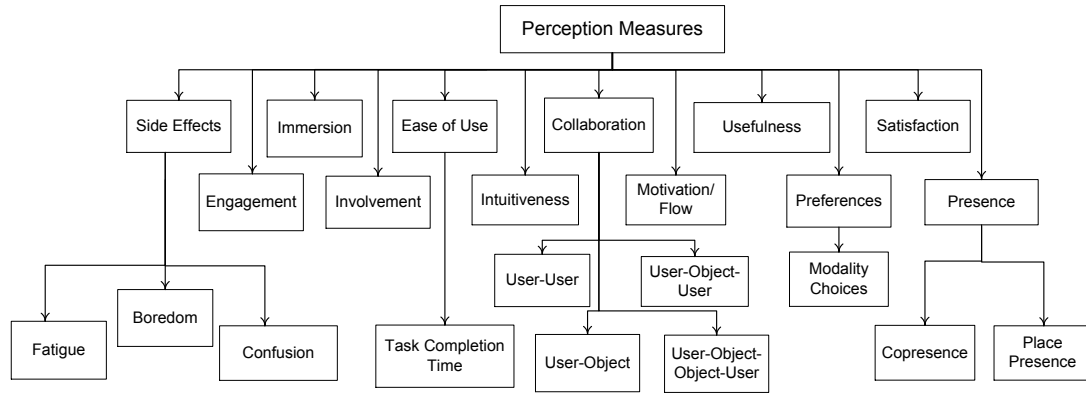 Perception Measures
Side Effects
Immersion
Ease of Use
Collaboration
Usefulness
Satisfaction
Engagement
Involvement
Intuitiveness
Motivation/
Flow
Preferences
Presence
User-User
User-Object-
User
Modality
Choices
Fatigue
Boredom
Confusion
Task Completion
Time
User-Object
User-Object-
Object-User
Copresence
Place
Presence